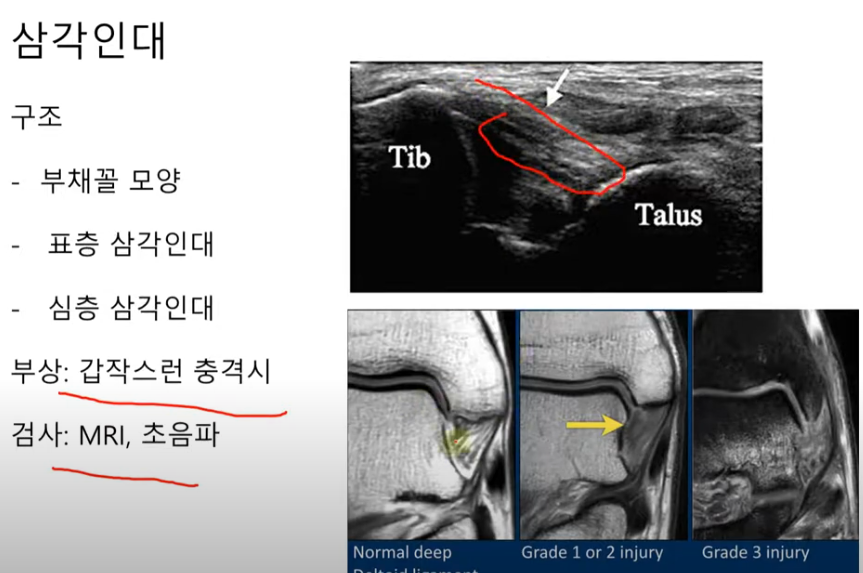 삼각인대
구조
- 부채꼴 모양
- 표층 삼각인대
- 심층 삼각인대
부상: 갑작스런 충격시
검사: MRI, 초음파
Tib
Talus
Normal deep
Deltoid ligament
Grade 1 or 2 injury
Grade 3 injury